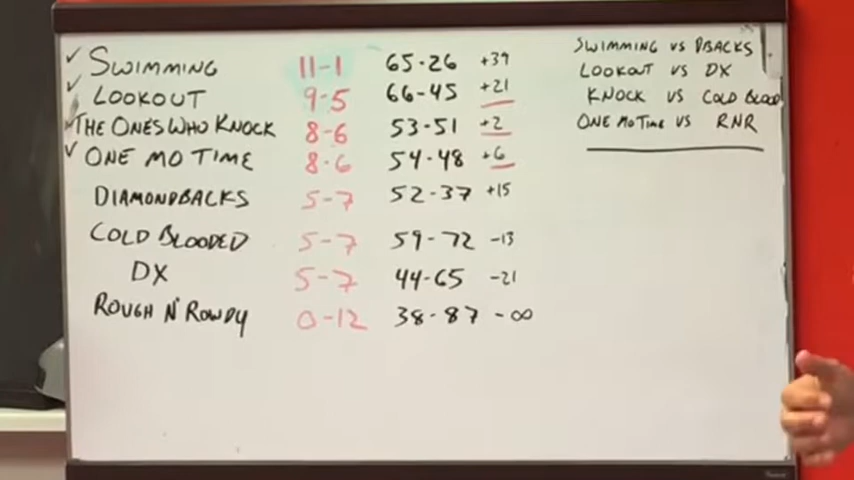 ✓ SWIMMING 11-1 65-26 +39
✓ LOOKOUT 9-5 66-45 +21
✓ THE ONES WHO KNOCK 8-6 53-51 +2
✓ ONE MO TIME 8-6 54-48 +6
DIAMONDBACKS 5-7 52-37 +15
COLD BLOODED 5-7 59-72 -13
DX 5-7 44-65 -21
ROUGH N' ROWDY 0-12 38-87 -∞
SWIMMING VS DBACKS
LOOKOUT VS DX
KNOCK VS COLD BLOOD
ONE MO TIME VS RNR